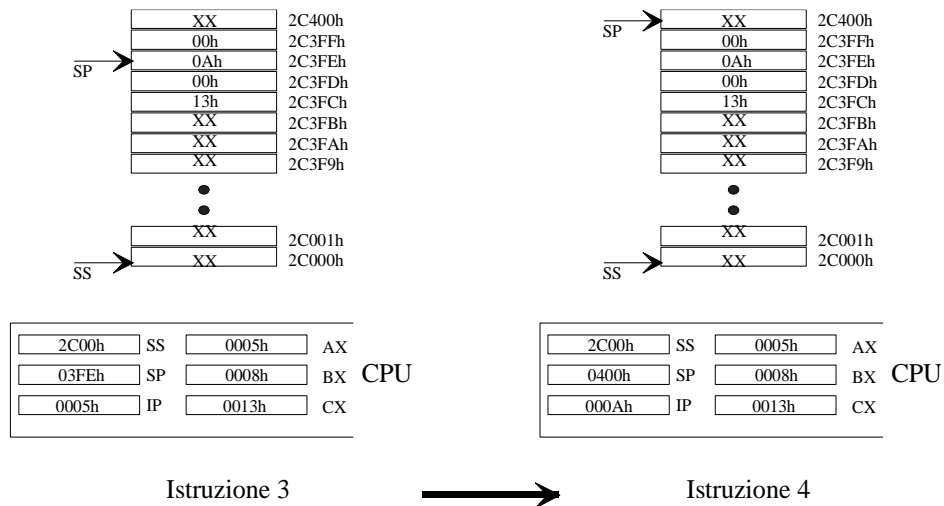 XX 2C400h
00h 2C3FFh
SP 0Ah 2C3FEh
00h 2C3FDh
13h 2C3FCh
XX 2C3FBh
XX 2C3FAh
XX 2C3F9h
XX 2C001h
SS XX 2C000h
2C00h SS 0005h AX
03FEh SP 0008h BX CPU
0005h IP 0013h CX
Istruzione 3
SP XX 2C400h
00h 2C3FFh
0Ah 2C3FEh
00h 2C3FDh
13h 2C3FCh
XX 2C3FBh
XX 2C3FAh
XX 2C3F9h
XX 2C001h
SS XX 2C000h
2C00h SS 0005h AX
0400h SP 0008h BX CPU
000Ah IP 0013h CX
Istruzione 4